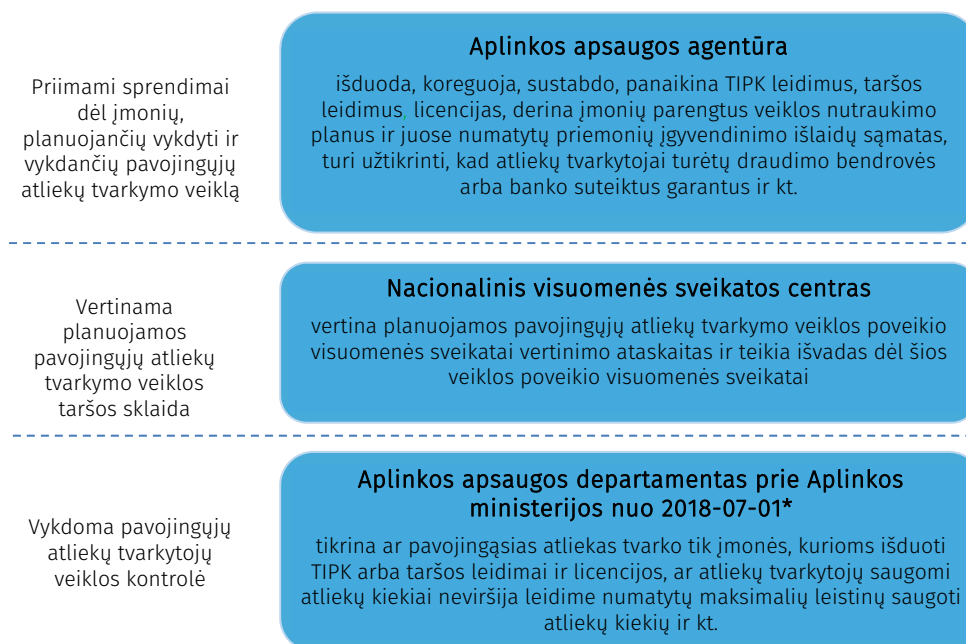 Priimami sprendimai
dėl įmonių,
planuojančių vykdyti ir
vykdančių pavojingųjų
atliekų tvarkymo veiklą
Aplinkos apsaugos agentūra
išduoda, koreguoja, sustabdo, panaikina TIPK leidimus, taršos
leidimus, licencijas, derina įmonių parengtus veiklos nutraukimo
planus ir juose numatytų priemonių įgyvendinimo išlaidų sąmatas,
turi užtikrinti, kad atliekų tvarkytojai turėtų draudimo bendrovės
arba banko suteiktus garantus ir kt.
Vertinama
planuojamos
pavojingųjų atliekų
tvarkymo veiklos
taršos sklaida
Nacionalinis visuomenės sveikatos centras
vertina planuojamos pavojingųjų atliekų tvarkymo veiklos poveikio
visuomenės sveikatai vertinimo ataskaitas ir teikia išvadas dėl šios
veiklos poveikio visuomenės sveikatai
Vykdoma pavojingųjų
atliekų tvarkytojų
veiklos kontrolė
Aplinkos apsaugos departamentas prie Aplinkos
ministerijos nuo 2018-07-01*
tikrina ar pavojingąsias atliekas tvarko tik įmonės, kurioms išduoti
TIPK arba taršos leidimai ir licencijos, ar atliekų tvarkytojų saugomi
atliekų kiekiai neviršija leidime numatytų maksimalių leistinų saugoti
atliekų kiekių ir kt.